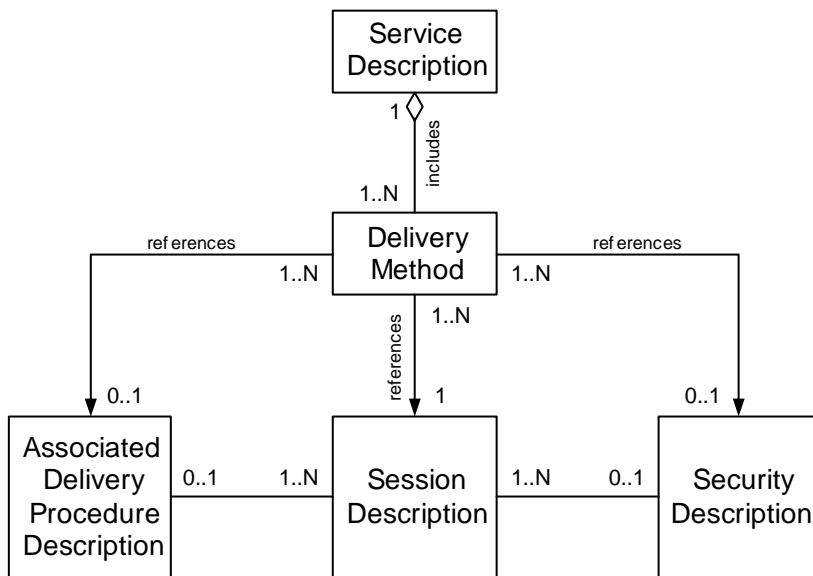 Service
Description
1
includes
1..N
Delivery
Method
references
1..N
references
1..N
references
1..N
0..1
1
0..1
Associated
Delivery
Procedure
Description
0..1
1..N
Session
Description
1..N
0..1
Security
Description